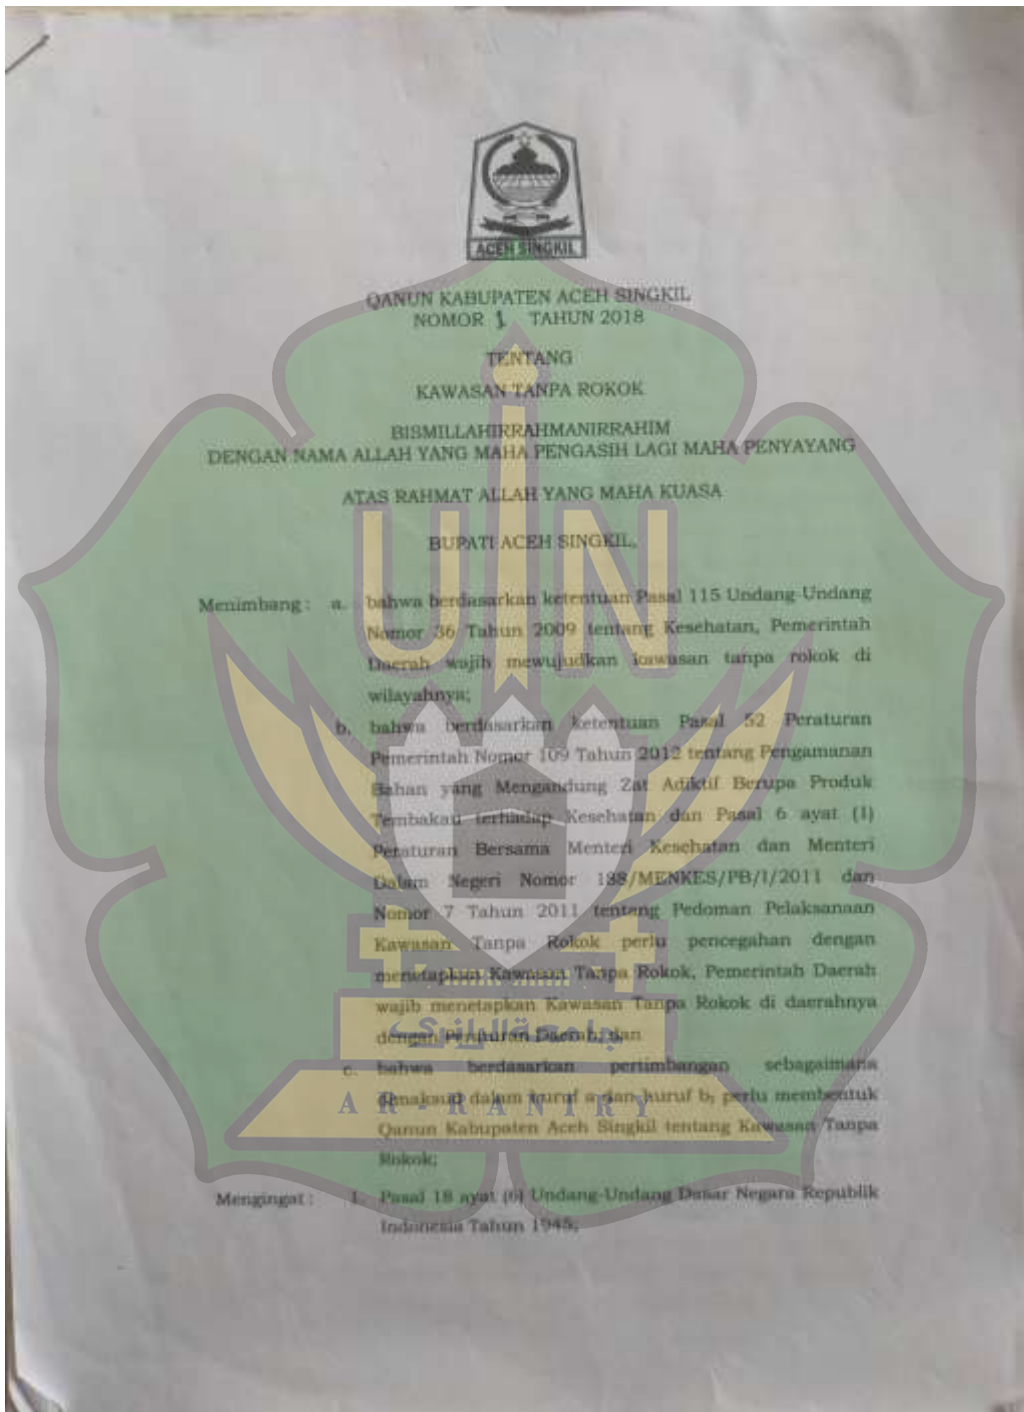 ACEH SINGKIL
QANUN KABUPATEN ACEH SINGKIL
NOMOR 1 TAHUN 2018
TENTANG
KAWASAN TANPA ROKOK
BISMILLAHIRRAHMANIRRAHIM
DENGAN NAMA ALLAH YANG MAHA PENGASIH LAGI MAHA PENYAYANG
ATAS RAHMAT ALLAH YANG MAHA KUASA
BUPATI ACEH SINGKIL,
UIN
Menimbang : a. bahwa berdasarkan ketentuan Pasal 115 Undang-Undang
Nomor 36 Tahun 2009 tentang Kesehatan, Pemerintah
Daerah wajib mewujudkan kawasan tanpa rokok di
wilayahnya;
b. bahwa berdasarkan ketentuan Pasal 52 Peraturan
Pemerintah Nomor 109 Tahun 2012 tentang Pengamanan
Bahan yang Mengandung Zat Adiktif Berupa Produk
Tembakau terhadap Kesehatan dan Pasal 6 ayat (1)
Peraturan Bersama Menteri Kesehatan dan Menteri
Dalam Negeri Nomor 188/MENKES/PB/I/2011 dan
Nomor 7 Tahun 2011 tentang Pedoman Pelaksanaan
Kawasan Tanpa Rokok perlu pencegahan dengan
menetapkan Kawasan Tanpa Rokok, Pemerintah Daerah
wajib menetapkan Kawasan Tanpa Rokok di daerahnya
dengan Peraturan Daerah; dan
جامعة الرانري
c. bahwa berdasarkan pertimbangan sebagaimana
dimaksud dalam huruf a dan huruf b, perlu membentuk
AR-RANIRY
Qanun Kabupaten Aceh Singkil tentang Kawasan Tanpa
Rokok;
Mengingat : 1. Pasal 18 ayat (6) Undang-Undang Dasar Negara Republik
Indonesia Tahun 1945;